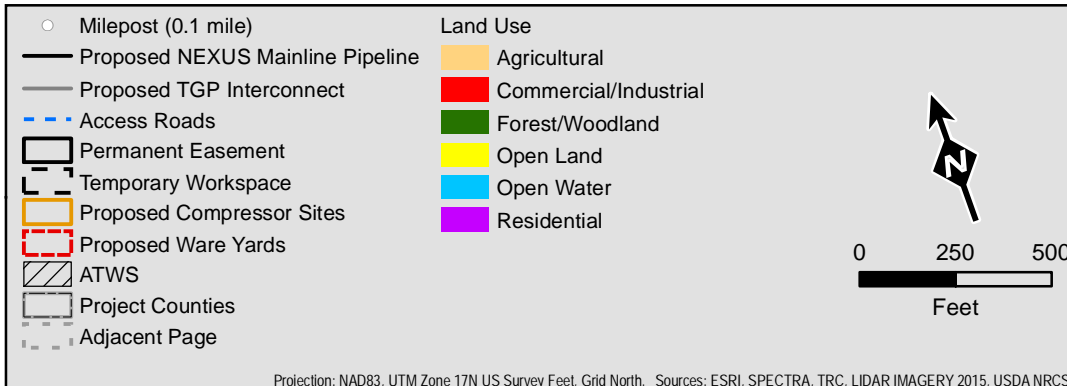 Milepost (0.1 mile)
Proposed NEXUS Mainline Pipeline
Proposed TGP Interconnect
Access Roads
Permanent Easement
Temporary Workspace
Proposed Compressor Sites
Proposed Ware Yards
ATWS
Project Counties
Adjacent Page
Land Use
Agricultural
Commercial/Industrial
Forest/Woodland
Open Land
Open Water
Residential
N
0 250 500
Feet
Projection: NAD83, UTM Zone 17N US Survey Feet, Grid North, Sources: ESRI, SPECTRA, TRC, LIDAR IMAGERY 2015, USDA NRCS